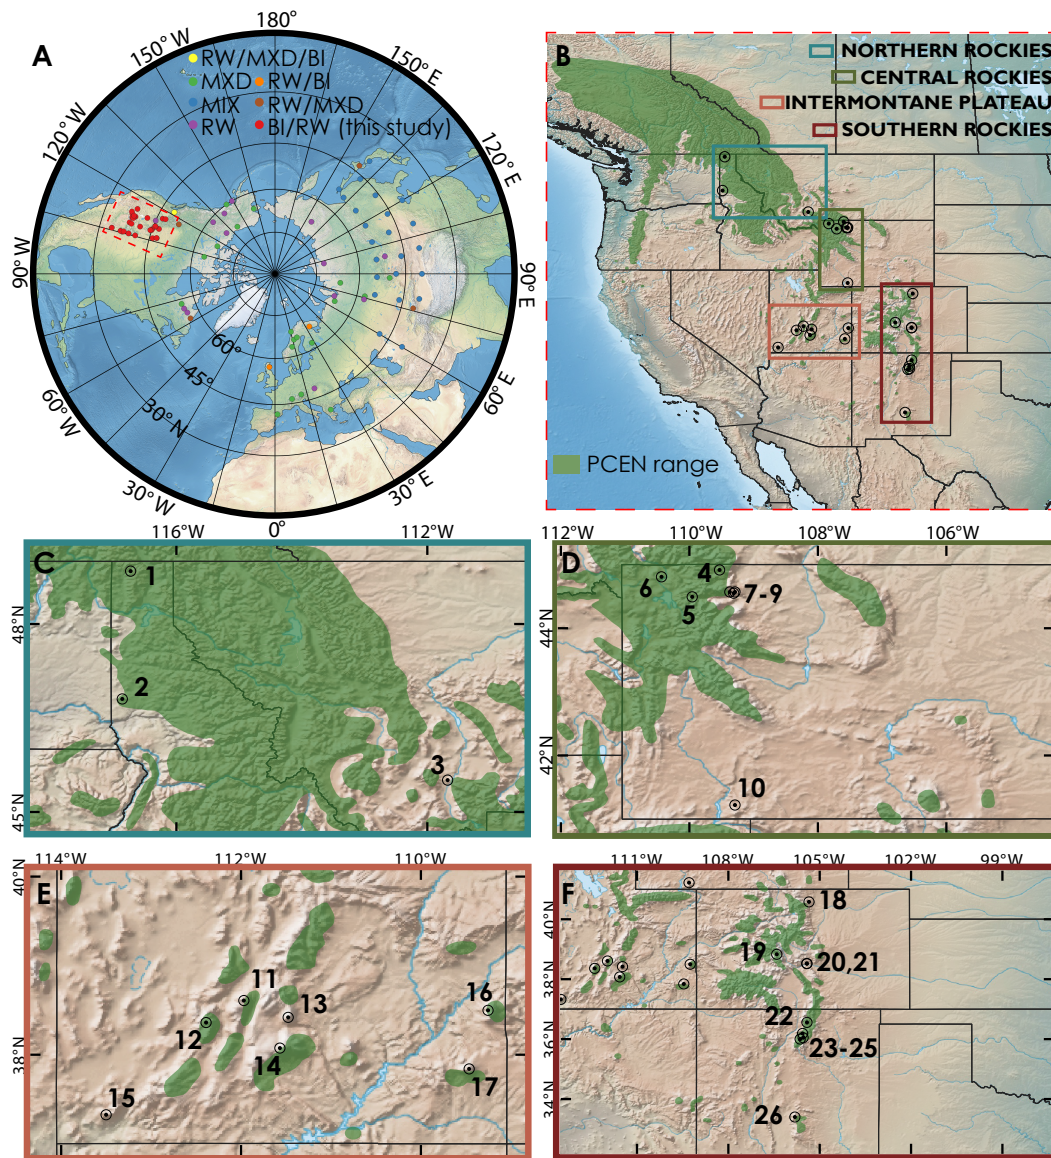 A
180°
150° W
150° E
120° W
120° E
90° W
90° E
60° W
60° E
30° W
30° E
0°
60°
45°
30° N
RW/MXD/BI
MXD RW/BI
MIX RW/MXD
RW BI/RW (this study)
B
NORTHERN ROCKIES
CENTRAL ROCKIES
INTERMONTANE PLATEAU
SOUTHERN ROCKIES
PCEN range
116°W 112°W
C
48°N
45°N
1
2
3
112°W 110°W 108°W 106°W
D
44°N
42°N
4
6
5
7-9
10
114°W 112°W 110°W
E
40°N
38°N
11
12
13
14
15
16
17
111°W 108°W 105°W 102°W 99°W
F
40°N
38°N
36°N
34°N
18
19
20,21
22
23-25
26